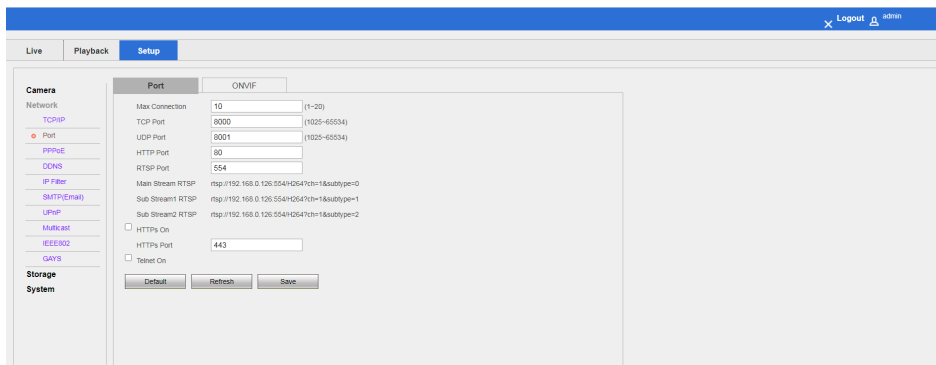 Logout admin
Live Playback Setup
Camera
Network
TCP/IP
Port
PPPoE
DDNS
IP Filter
SMTP(Email)
UPnP
Multicast
IEEE802
GAYS
Storage
System
Port ONVIF
Max Connection 10 (1~20)
TCP Port 8000 (1025~65534)
UDP Port 8001 (1025~65534)
HTTP Port 80
RTSP Port 554
Main Stream RTSP rtsp://192.168.0.126:554/H264?ch=1&subtype=0
Sub Stream1 RTSP rtsp://192.168.0.126:554/H264?ch=1&subtype=1
Sub Stream2 RTSP rtsp://192.168.0.126:554/H264?ch=1&subtype=2
HTTPs On
HTTPs Port 443
Telnet On
Default Refresh Save